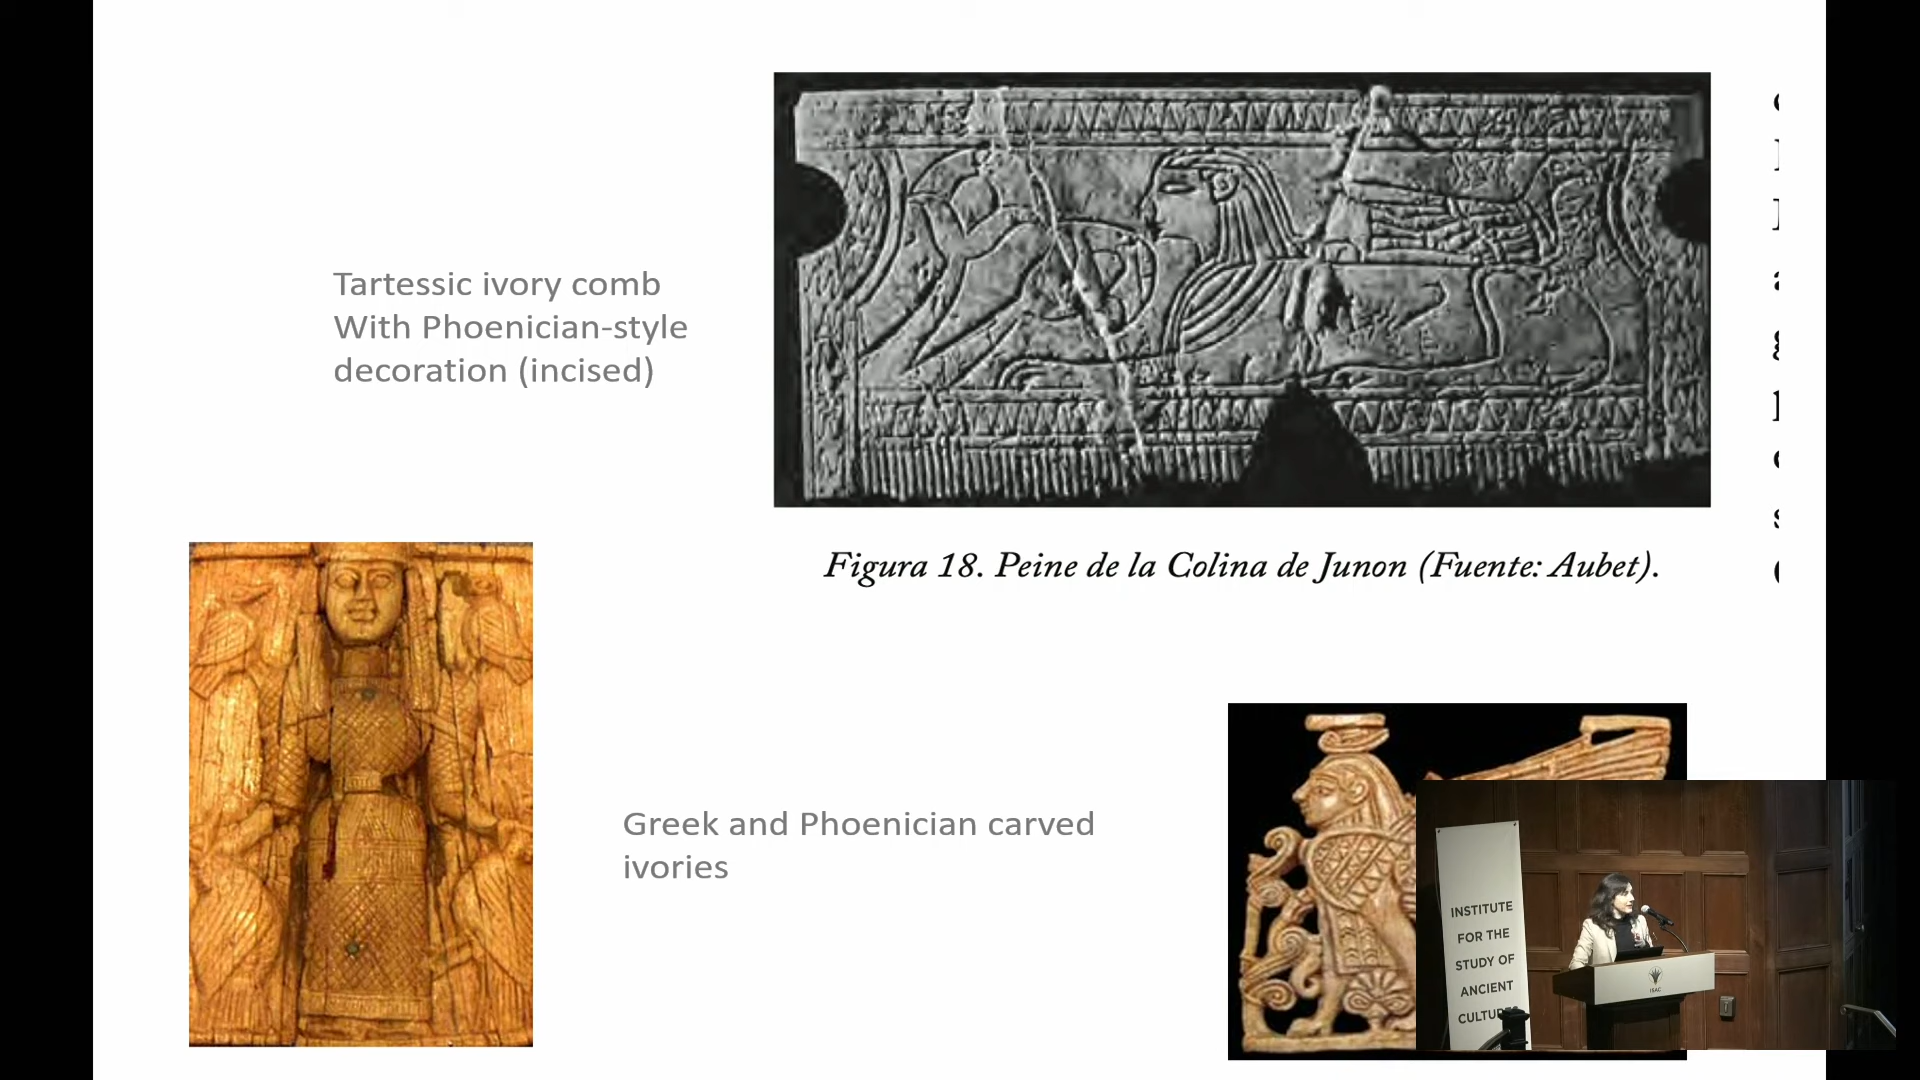 Tartessic ivory comb
With Phoenician-style
decoration (incised)
Figura 18. Peine de la Colina de Junon (Fuente: Aubet).
Greek and Phoenician carved
ivories
INSTITUTE
FOR THE
STUDY OF
ANCIENT
ISAC